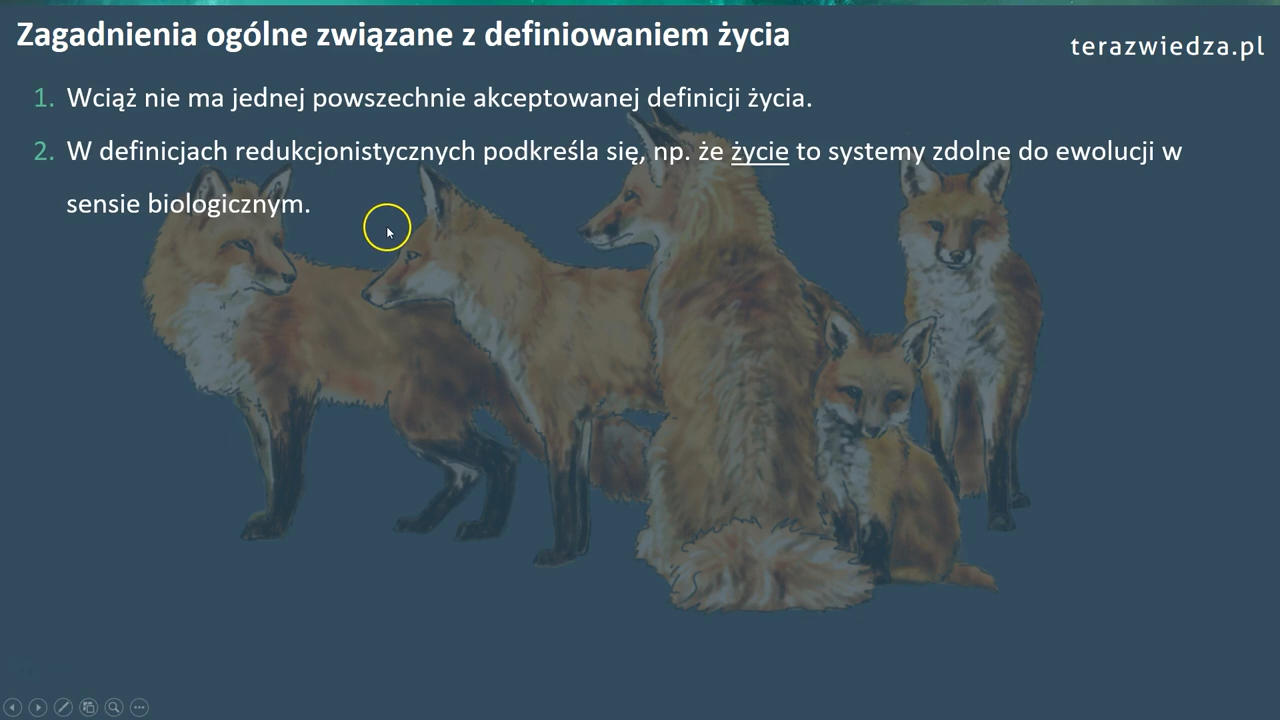 Zagadnienia ogólne związane z definiowaniem życia
terazwiedza.pl
1. Wciąż nie ma jednej powszechnie akceptowanej definicji życia.
2. W definicjach redukcjonistycznych podkreśla się, np. że życie to systemy zdolne do ewolucji w
sensie biologicznym.